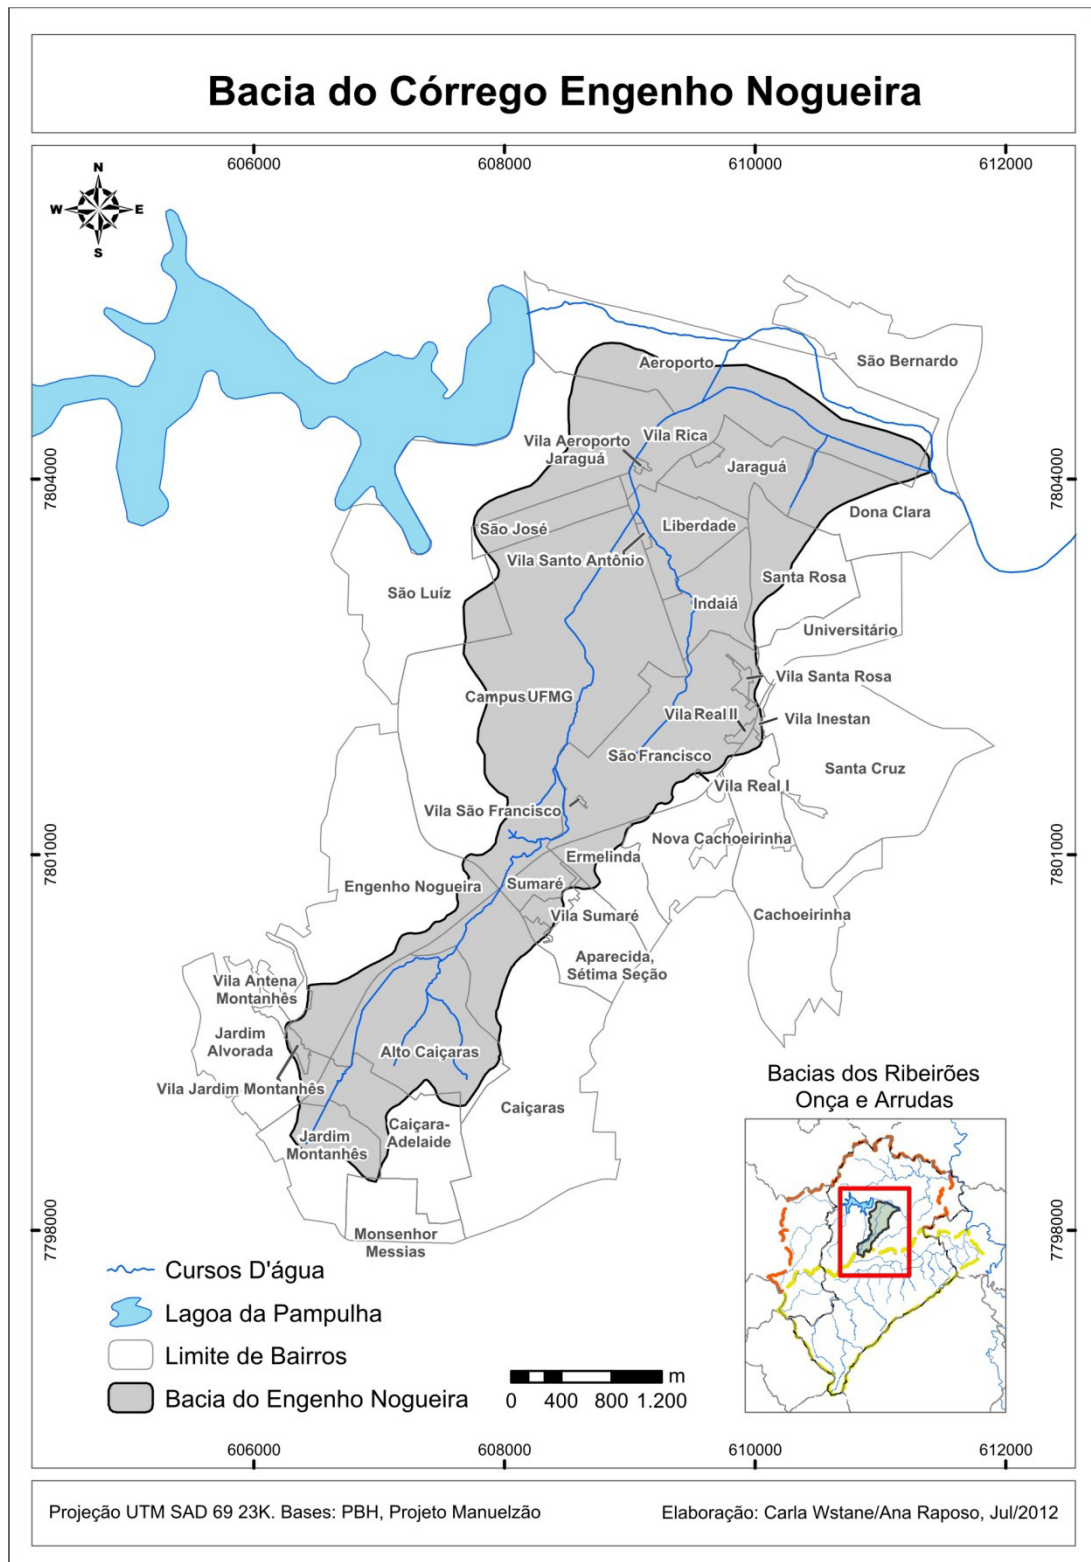 Bacia do Córrego Engenho Nogueira
606000 608000 610000 612000
N
W E
S
São Bernardo
Aeroporto
Vila Rica
Vila Aeroporto
Jaraguá
Jaraguá
7804000 7804000
Dona Clara
Liberdade
São José
Vila Santo Antônio
Santa Rosa
São Luíz
Indaiá
Universitário
Vila Santa Rosa
Campus UFMG
Vila Real II
Vila Inestan
São Francisco
Santa Cruz
Vila Real I
Vila São Francisco
Nova Cachoeirinha
7801000 7801000
Ermelinda
Engenho Nogueira
Sumaré
Vila Sumaré
Cachoeirinha
Aparecida,
Sétima Seção
Vila Antena
Montanhês
Jardim
Alvorada
Alto Caiçaras
Vila Jardim Montanhês
Caiçaras
Caiçara-
Adelaide
Jardim
Montanhês
Monsenhor
Messias
7798000 7798000
Bacias dos Ribeirões
Onça e Arrudas
Cursos D'água
Lagoa da Pampulha
Limite de Bairros
Bacia do Engenho Nogueira
m
0 400 800 1.200
606000 608000 610000 612000
Projeção UTM SAD 69 23K. Bases: PBH, Projeto Manuelzão
Elaboração: Carla Wstane/Ana Raposo, Jul/2012